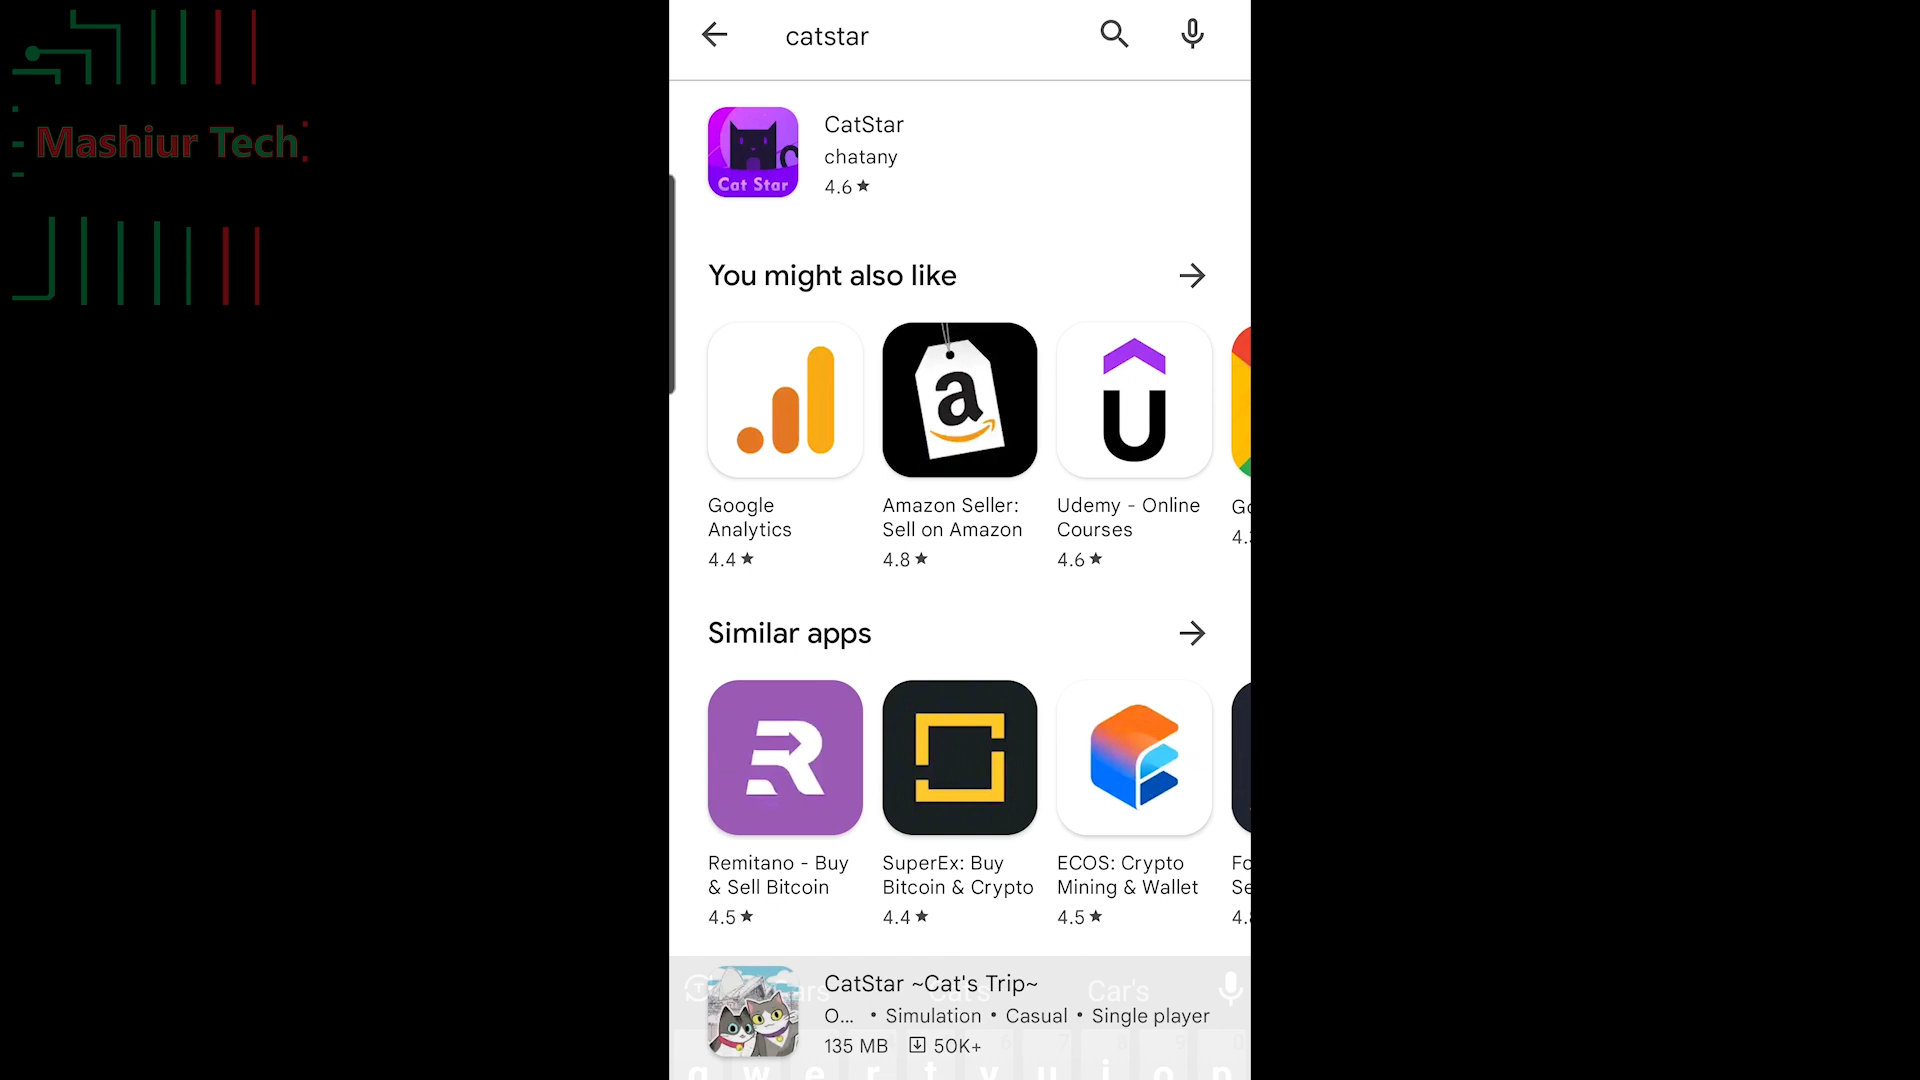 Mashiur Tech
catstar
Cat Star
CatStar
chatany
4.6 ★
You might also like
a
Google
Analytics
4.4 ★
Amazon Seller:
Sell on Amazon
4.8 ★
Udemy - Online
Courses
4.6 ★
Similar apps
Remitano - Buy
& Sell Bitcoin
4.5 ★
SuperEx: Buy
Bitcoin & Crypto
4.4 ★
ECOS: Crypto
Mining & Wallet
4.5 ★
CatStar ~Cat's Trip~
O... • Simulation • Casual • Single player
135 MB 50K+
Cat's
Car's
q w e r t y u i o p